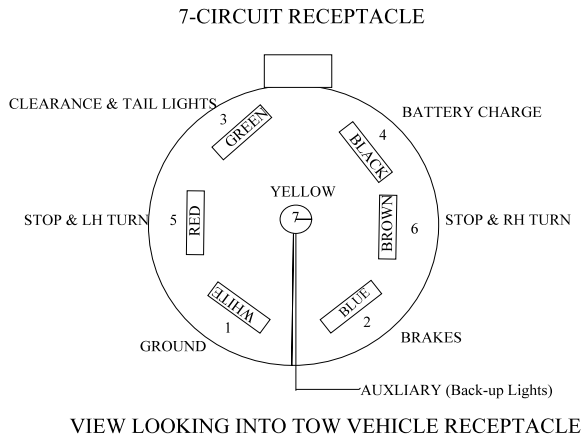 7-CIRCUIT RECEPTACLE
CLEARANCE & TAIL LIGHTS
3
GREEN
BATTERY CHARGE
4
BLACK
YELLOW
7
STOP & LH TURN
5
RED
BROWN
6
STOP & RH TURN
WHITE
1
GROUND
BLUE
2
BRAKES
AUXLIARY (Back-up Lights)
VIEW LOOKING INTO TOW VEHICLE RECEPTACLE